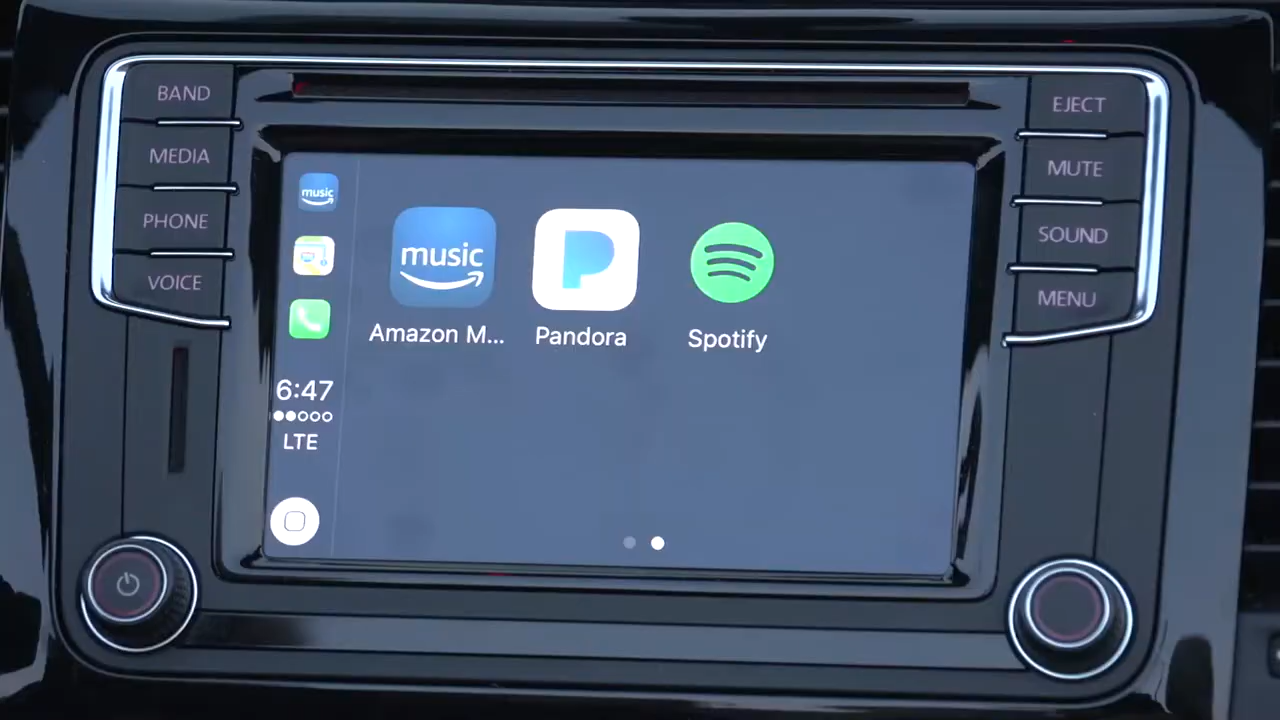 BAND
MEDIA
PHONE
VOICE
EJECT
MUTE
SOUND
MENU
music
music
Amazon M...
Pandora
Spotify
6:47
LTE